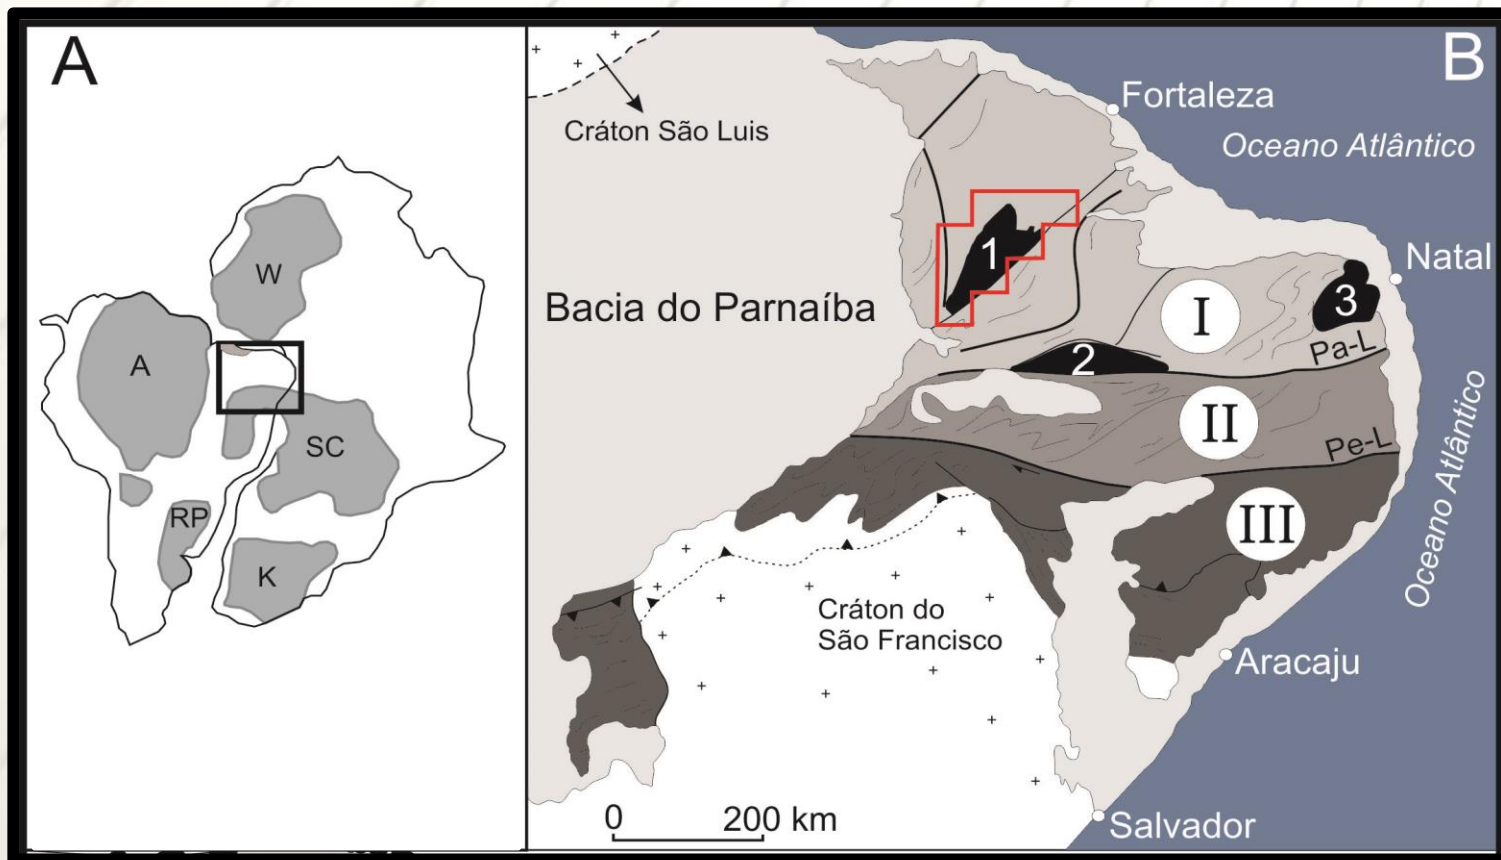 A
W
A
SC
RP
K
B
Cráton São Luis
Fortaleza
Oceano Atlântico
1
Natal
Bacia do Parnaíba
3
I
Pa-L
2
II
Pe-L
Oceano Atlântico
III
Cráton do
São Francisco
Aracaju
0
200 km
Salvador